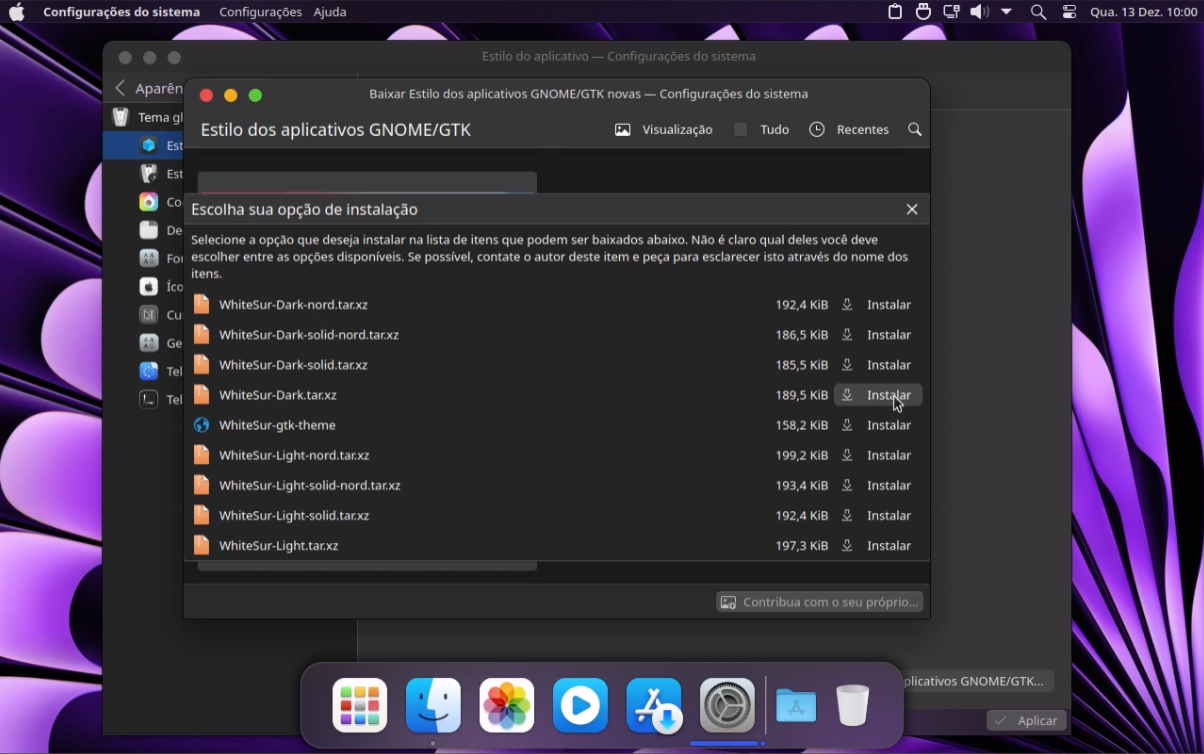 Configurações do sistema Configurações Ajuda Qua. 13 Dez. 10:00
Estilo do aplicativo — Configurações do sistema
Aparên
Baixar Estilo dos aplicativos GNOME/GTK novas — Configurações do sistema
Tema gl
Estilo dos aplicativos GNOME/GTK Visualização Tudo Recentes
Est
Est
Co
De
Fo
Íco
Cu
Ge
Tel
Tel
Escolha sua opção de instalação
Selecione a opção que deseja instalar na lista de itens que podem ser baixados abaixo. Não é claro qual deles você deve
escolher entre as opções disponíveis. Se possível, contate o autor deste item e peça para esclarecer isto através do nome dos
itens.
WhiteSur-Dark-nord.tar.xz 192,4 KiB Instalar
WhiteSur-Dark-solid-nord.tar.xz 186,5 KiB Instalar
WhiteSur-Dark-solid.tar.xz 185,5 KiB Instalar
WhiteSur-Dark.tar.xz 189,5 KiB Instalar
WhiteSur-gtk-theme 158,2 KiB Instalar
WhiteSur-Light-nord.tar.xz 199,2 KiB Instalar
WhiteSur-Light-solid-nord.tar.xz 193,4 KiB Instalar
WhiteSur-Light-solid.tar.xz 192,4 KiB Instalar
WhiteSur-Light.tar.xz 197,3 KiB Instalar
Contribua com o seu próprio...
plicativos GNOME/GTK...
Aplicar